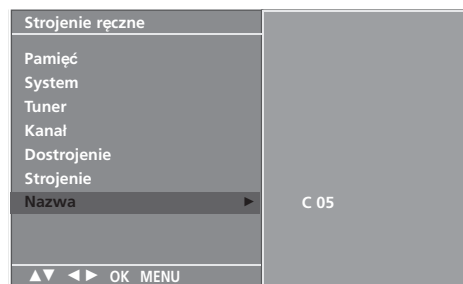 Strojenie ręczne
Pamięć
System
Tuner
Kanał
Dostrojenie
Strojenie
Nazwa ► C 05
▲▼ ◄► OK MENU